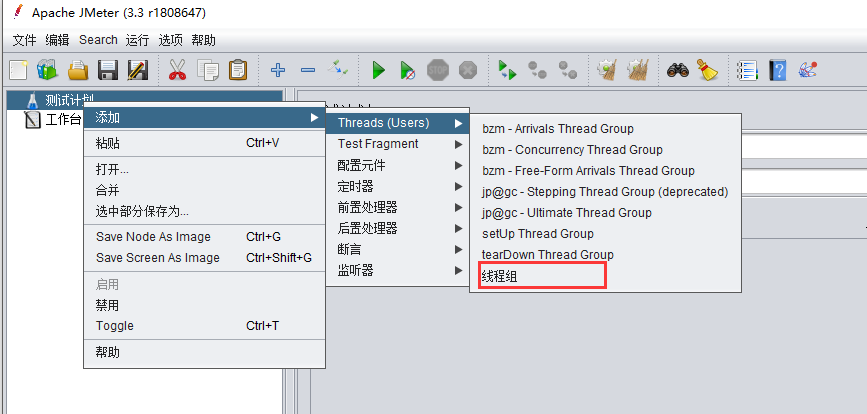 Apache JMeter (3.3 r1808647)
文件 编辑 Search 运行 选项 帮助
测试计划
工作台
添加
粘贴 Ctrl+V
打开...
合并
选中部分保存为...
Save Node As Image Ctrl+G
Save Screen As Image Ctrl+Shift+G
启用
禁用
Toggle Ctrl+T
帮助
Threads (Users)
Test Fragment
配置元件
定时器
前置处理器
后置处理器
断言
监听器
bzm - Arrivals Thread Group
bzm - Concurrency Thread Group
bzm - Free-Form Arrivals Thread Group
jp@gc - Stepping Thread Group (deprecated)
jp@gc - Ultimate Thread Group
setUp Thread Group
tearDown Thread Group
线程组